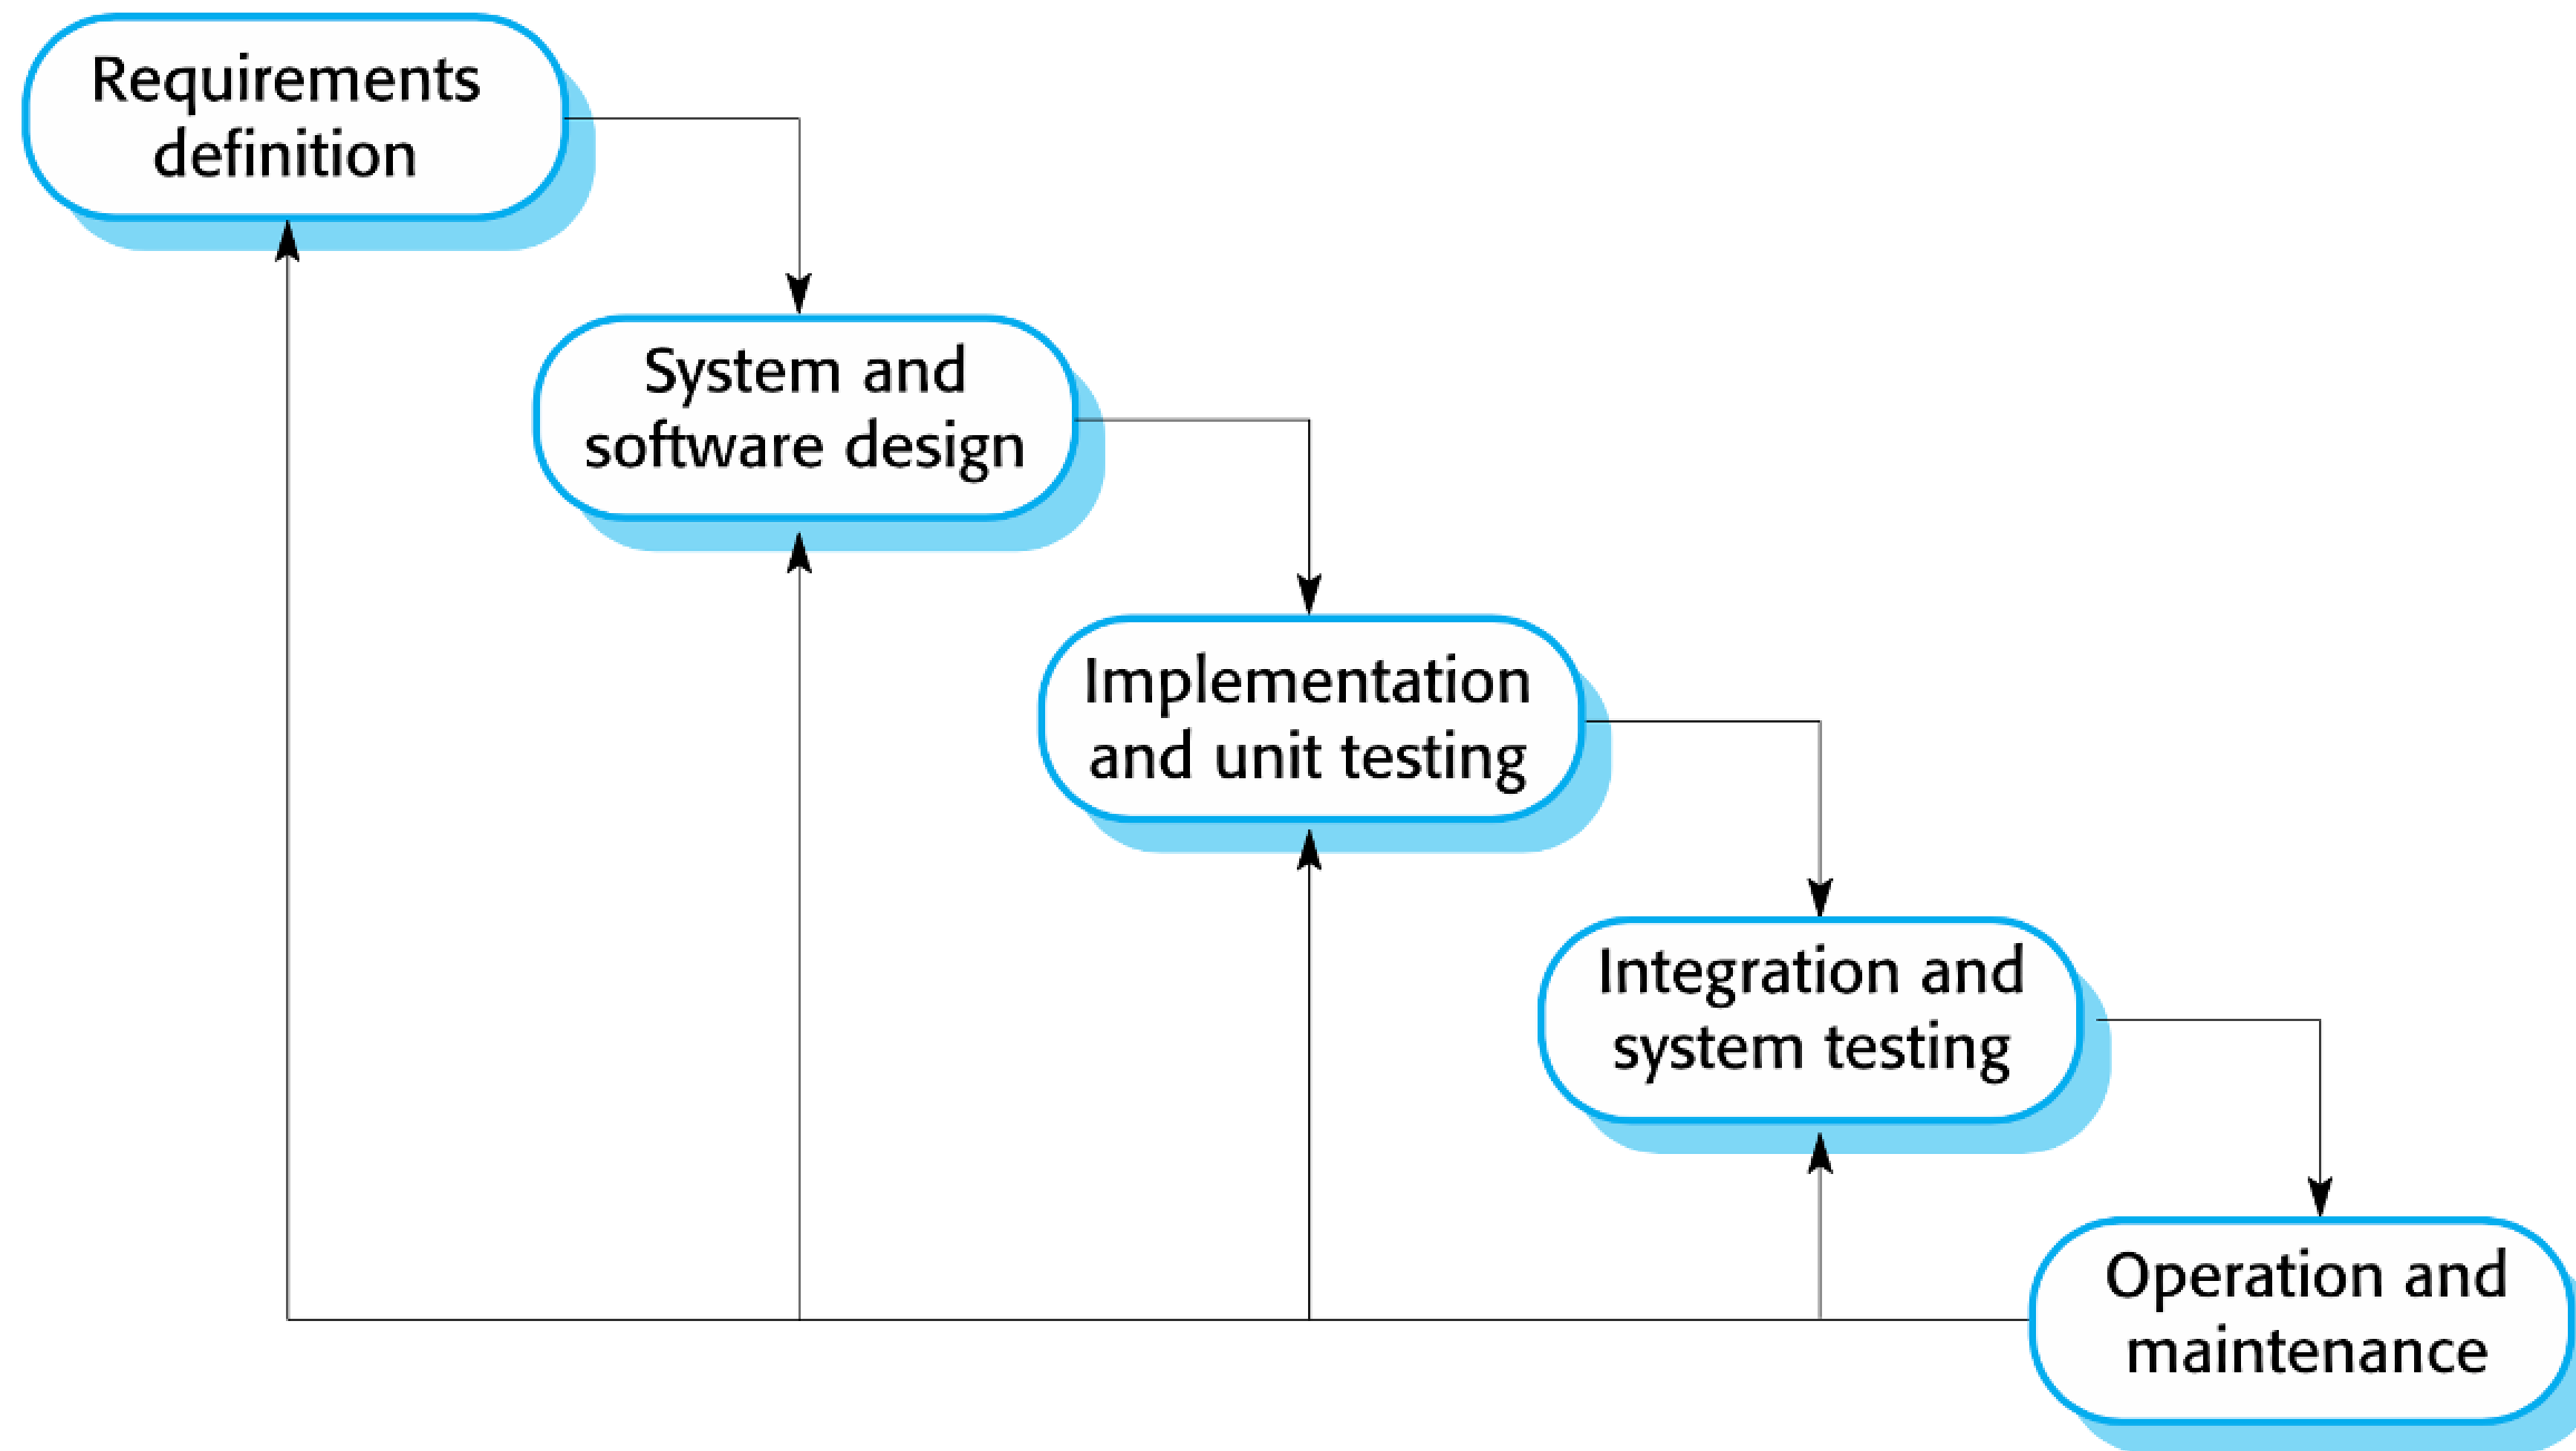 Requirements
definition
System and
software design
Implementation
and unit testing
Integration and
system testing
Operation and
maintenance